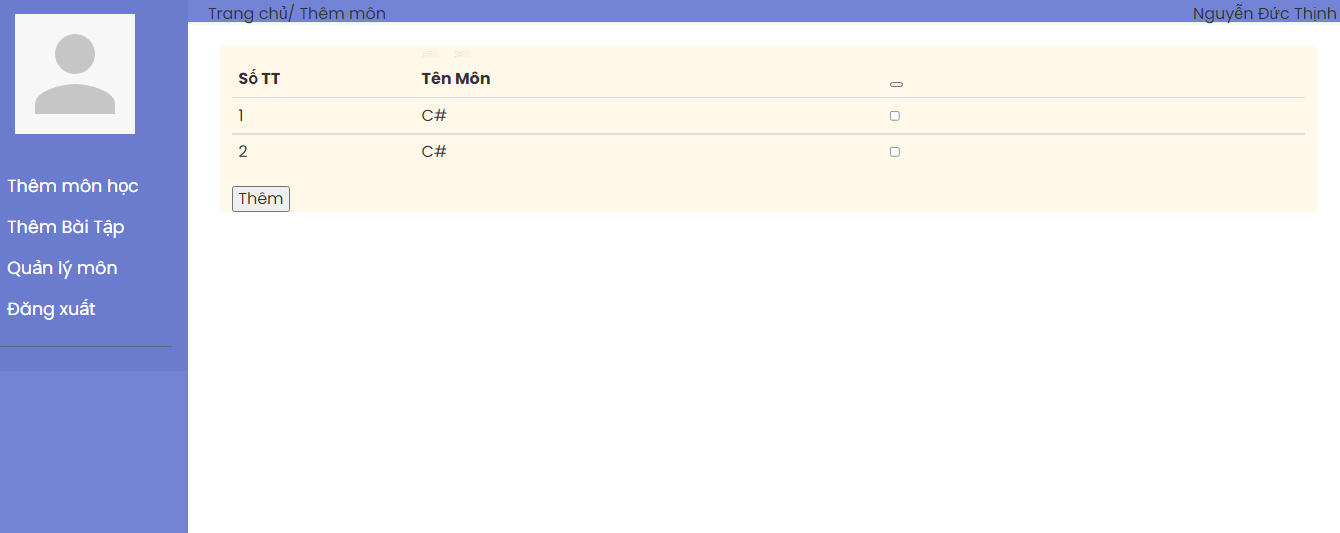 Trang chủ/ Thêm môn
Nguyễn Đức Thịnh
Thêm môn học
Thêm Bài Tập
Quản lý môn
Đăng xuất
Số TT Tên Môn
1 C#
2 C#
Thêm